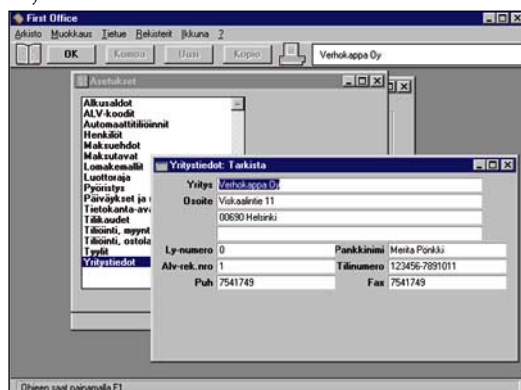 First Office
Arkisto Muokkaus Tietue Rekisterit Ikkuna ?
OK Kumoa Uusi Kopio Verhokappa Oy
Asetukset
Alkusaldot
ALV-koodit
Automaattitiliöinnit
Henkilöt
Maksuehdot
Maksutavat
Lomakemallit
Luottoraja
Pyöristys
Päiväykset ja
Tilikaudet
Tiliöinti, myynt
Tiliöinti, ostola
Tyylit
Yritystiedot
Yritystiedot: Tarkista
Yritys Verhokappa Oy
Osoite Viskaalintie 11
00690 Helsinki
Ly-numero 0 Pankkinimi Merita Pönkki
Alv-rek.nro 1 Tilinumero 123456-7891011
Puh 7541749 Fax 7541749
Ohjeen saat painamalla F1